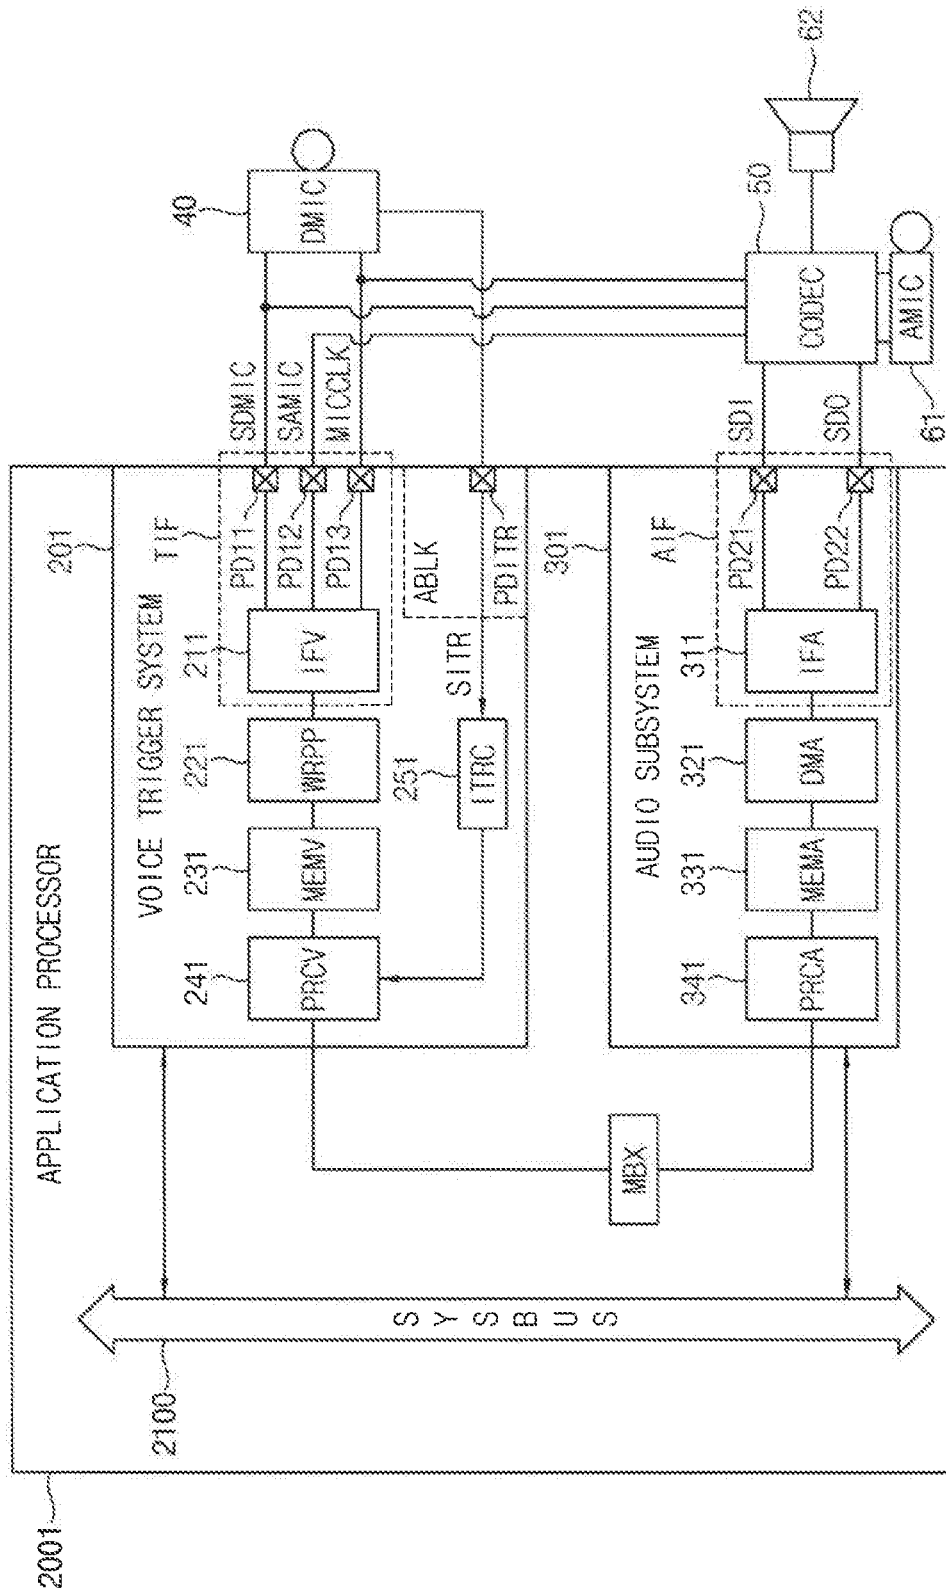 2001
APPLICATION PROCESSOR
2100
SYSBUS
MBX
VOICE TRIGGER SYSTEM
201
TIF
241
PRCV
231
MEMV
221
WRPP
211
IFV
PD11
PD12
PD13
SDMIC
SAMIC
MICCLK
40
DMIC
251
ITRC
SITR
ABLK
PDITR
301
AUDIO SUBSYSTEM
AIF
341
PRCA
331
MEMA
321
DMA
311
IFA
PD21
PD22
SDI
SDO
50
CODEC
62
61
AMIC